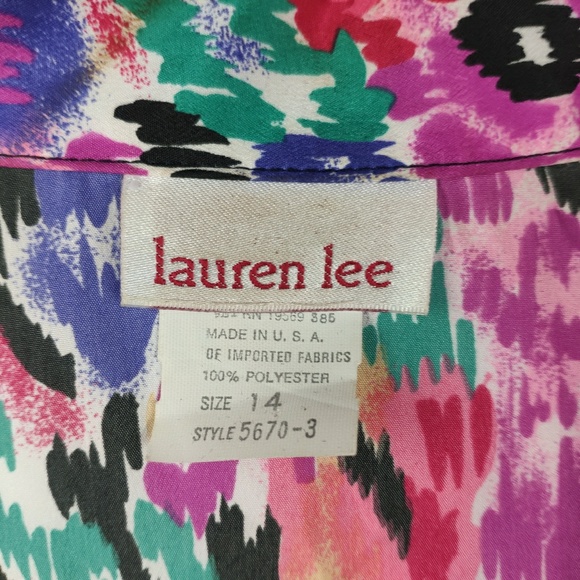 lauren lee
RN 19569 385
MADE IN U. S. A.
OF IMPORTED FABRICS
100% POLYESTER
SIZE 14
STYLE 5670-3